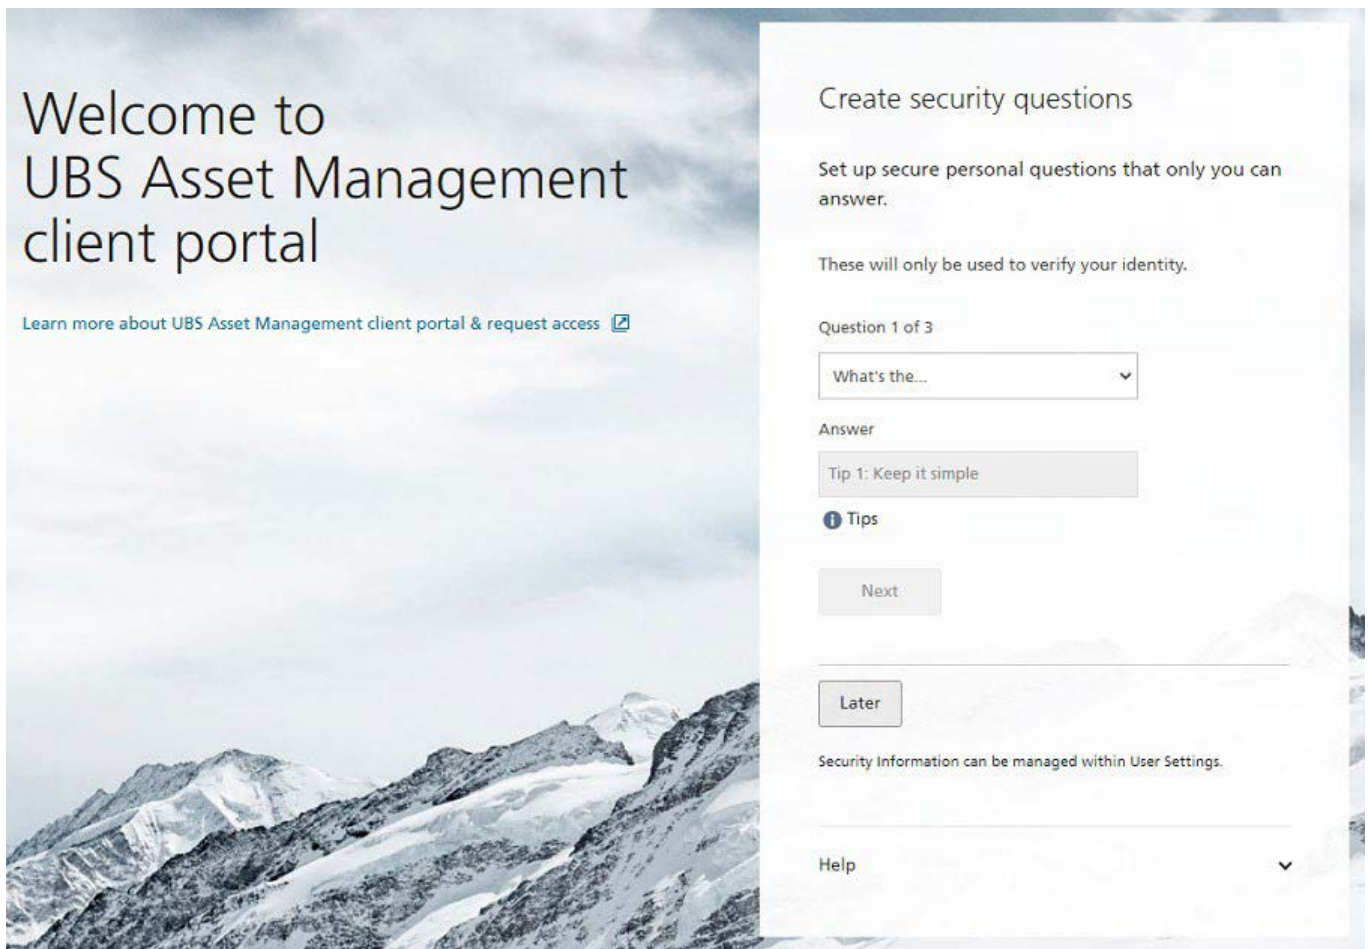 Welcome to
UBS Asset Management
client portal
Learn more about UBS Asset Management client portal & request access
Create security questions
Set up secure personal questions that only you can
answer.
These will only be used to verify your identity.
Question 1 of 3
What's the...
Answer
Tip 1: Keep it simple
Tips
Next
Later
Security Information can be managed within User Settings.
Help